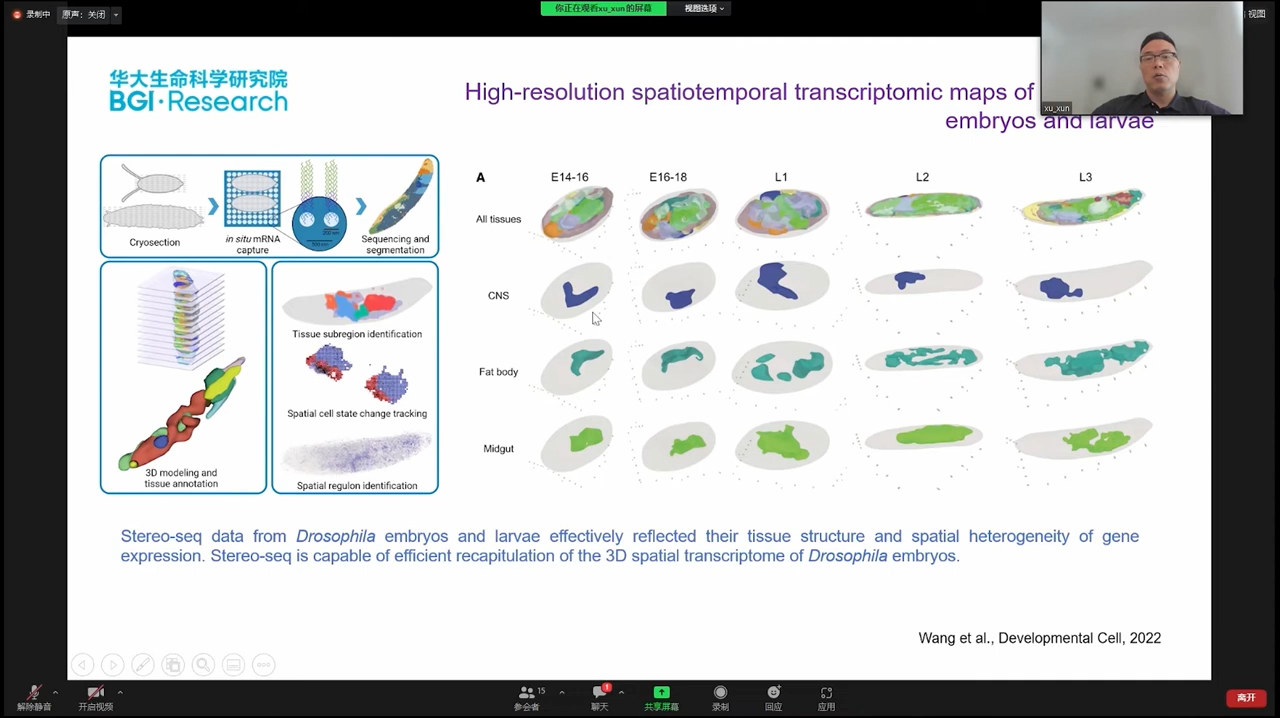 录制中
原声：关闭
你正在观看xu_xun的屏幕
视图选项
视图
华大生命科学研究院
BGI·Research
High-resolution spatiotemporal transcriptomic maps of
embryos and larvae
xu_xun
Cryosection
in situ mRNA
capture
Sequencing and
segmentation
3D modeling and
tissue annotation
Tissue subregion identification
Spatial cell state change tracking
Spatial regulon identification
A
E14-16
E16-18
L1
L2
L3
All tissues
CNS
Fat body
Midgut
Stereo-seq data from Drosophila embryos and larvae effectively reflected their tissue structure and spatial heterogeneity of gene
expression. Stereo-seq is capable of efficient recapitulation of the 3D spatial transcriptome of Drosophila embryos.
Wang et al., Developmental Cell, 2022
解除静音
开启视频
15
参会者
1
聊天
共享屏幕
录制
回应
应用
离开